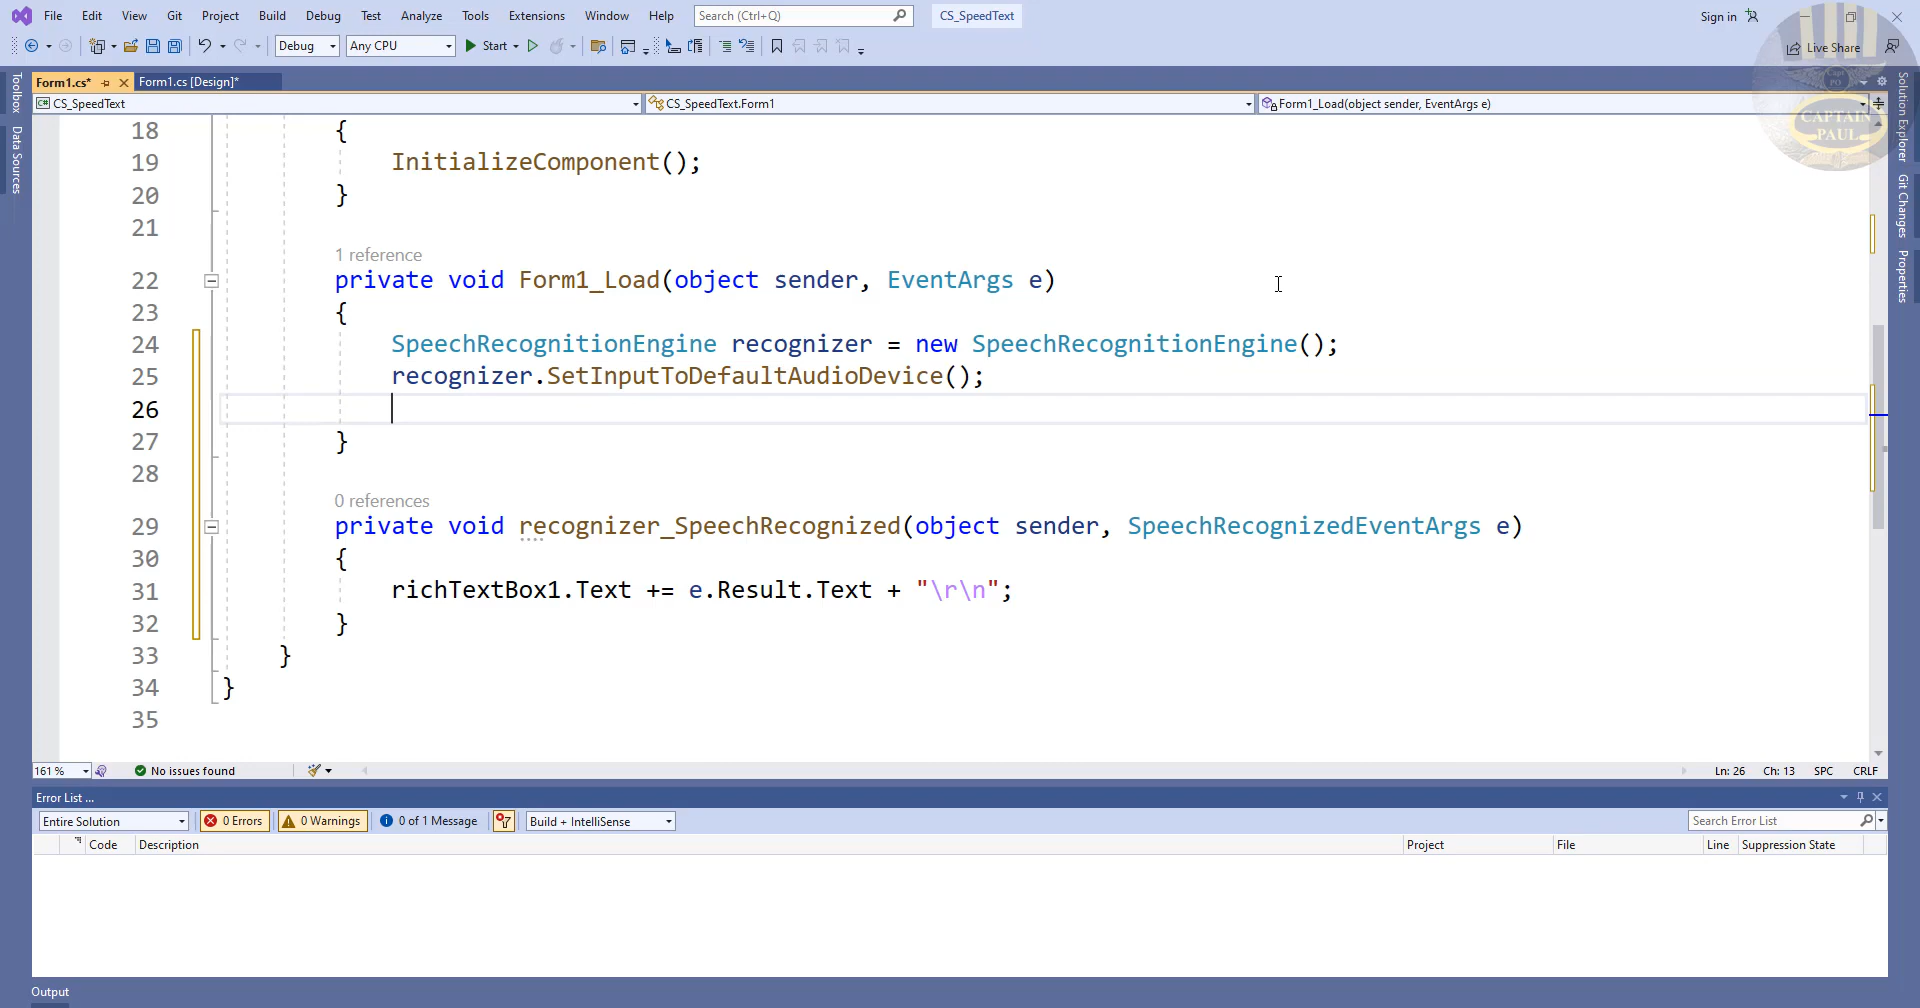 File Edit View Git Project Build Debug Test Analyze Tools Extensions Window Help Search (Ctrl+Q) CS_SpeedText Sign in
Debug Any CPU Start Live Share
Form1.cs* Form1.cs [Design]*
CS_SpeedText CS_SpeedText.Form1 Form1_Load(object sender, EventArgs e)
Toolbox
Data Sources
Solution Explorer
Git Changes
Properties
CAPTAIN
PAUL
18 {
19 InitializeComponent();
20 }
21
1 reference
22 private void Form1_Load(object sender, EventArgs e)
23 {
24 SpeechRecognitionEngine recognizer = new SpeechRecognitionEngine();
25 recognizer.SetInputToDefaultAudioDevice();
26
27 }
28
0 references
29 private void recognizer_SpeechRecognized(object sender, SpeechRecognizedEventArgs e)
30 {
31 richTextBox1.Text += e.Result.Text + "\r\n";
32 }
33 }
34 }
35
161 % No issues found Ln: 26 Ch: 13 SPC CRLF
Error List ...
Entire Solution 0 Errors 0 Warnings 0 of 1 Message Build + IntelliSense Search Error List
Code Description Project File Line Suppression State
Output